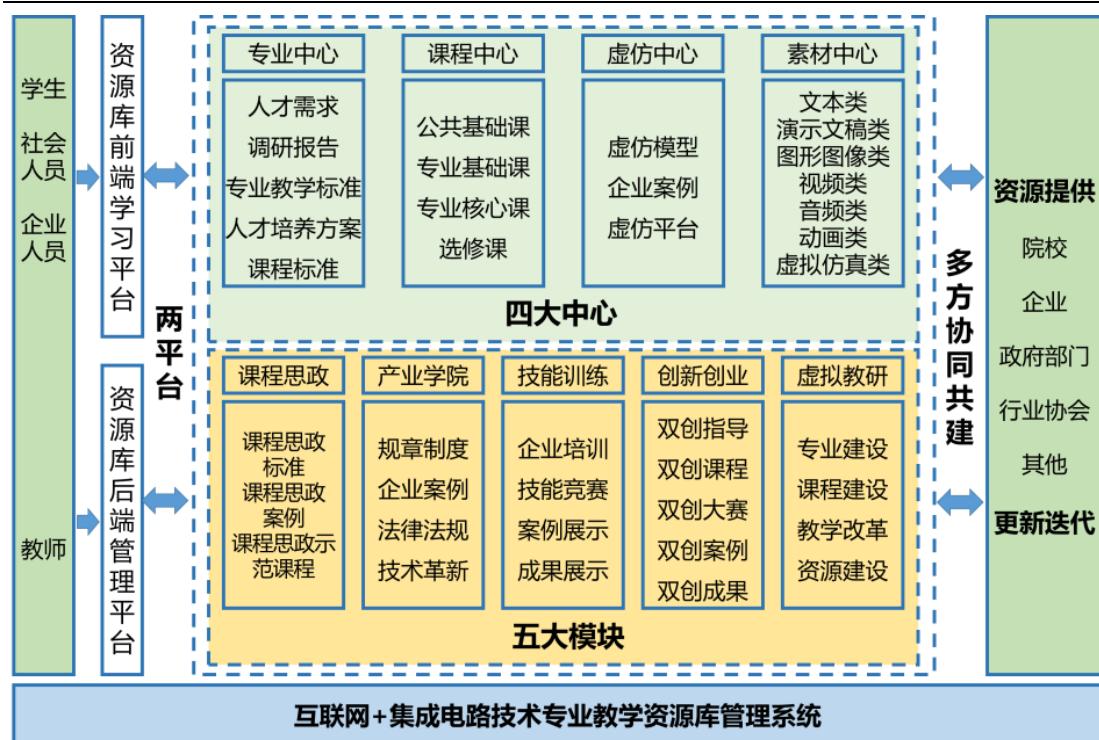 学生
社会
人员
企业
人员
教师
资源库前端学习平台
资源库后端管理平台
两平台
专业中心
人才需求
调研报告
专业教学标准
人才培养方案
课程标准
课程中心
公共基础课
专业基础课
专业核心课
选修课
虚仿中心
虚仿模型
企业案例
虚仿平台
素材中心
文本类
演示文稿类
图形图像类
视频类
音频类
动画类
虚拟仿真类
四大中心
课程思政
课程思政
标准
课程思政
案例
课程思政示
范课程
产业学院
规章制度
企业案例
法律法规
技术革新
技能训练
企业培训
技能竞赛
案例展示
成果展示
创新创业
双创指导
双创课程
双创大赛
双创案例
双创成果
虚拟教研
专业建设
课程建设
教学改革
资源建设
五大模块
多方协同共建
资源提供
院校
企业
政府部门
行业协会
其他
更新迭代
互联网+集成电路技术专业教学资源库管理系统